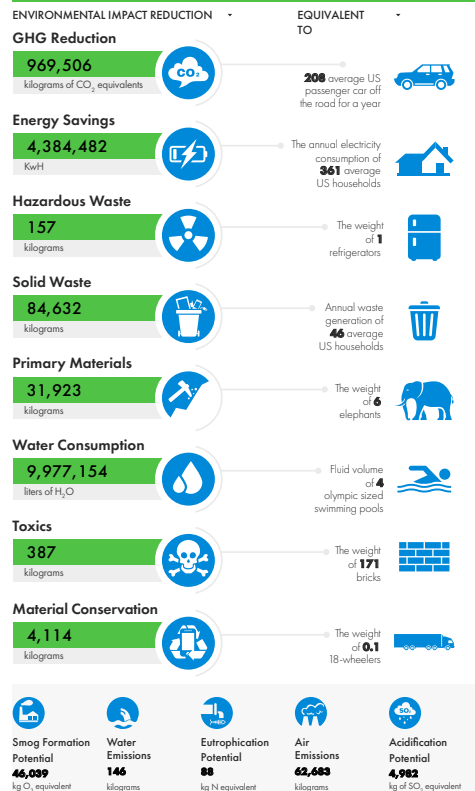 ENVIRONMENTAL IMPACT REDUCTION
EQUIVALENT
TO
GHG Reduction
969,506
kilograms of CO₂ equivalents
CO₂
208 average US
passenger car off
the road for a year
Energy Savings
4,384,482
KwH
The annual electricity
consumption of
361 average
US households
Hazardous Waste
157
kilograms
The weight
of 1
refrigerators
Solid Waste
84,632
kilograms
Annual waste
generation of
46 average
US households
Primary Materials
31,923
kilograms
The weight
of 6
elephants
Water Consumption
9,977,154
liters of H₂O
Fluid volume
of 4
olympic sized
swimming pools
Toxics
387
kilograms
The weight
of 171
bricks
Material Conservation
4,114
kilograms
The weight
of 0.1
18-wheelers
Smog Formation
Potential
46,039
kg O₃ equivalent
Water
Emissions
146
kilograms
Eutrophication
Potential
88
kg N equivalent
Air
Emissions
62,683
kilograms
SO₂
Acidification
Potential
4,982
kg of SO₂ equivalent